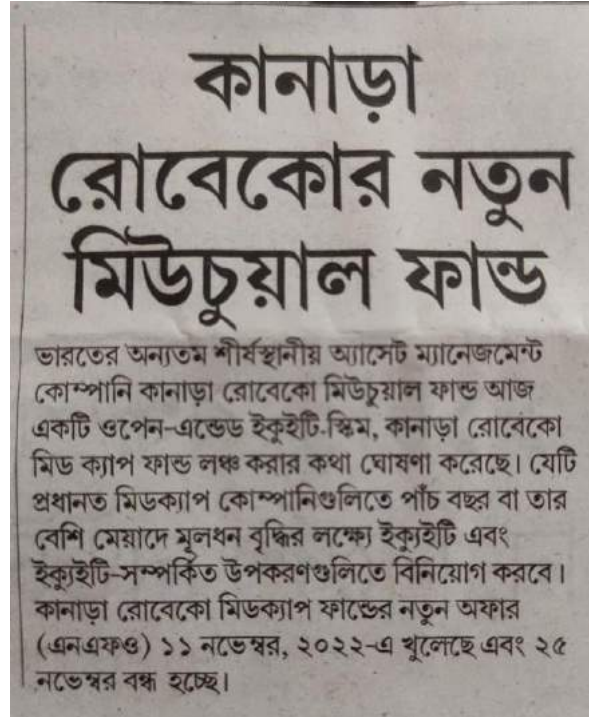 কানাড়া
রোবেকোর নতুন
মিউচুয়াল ফান্ড
ভারতের অন্যতম শীর্ষস্থানীয় অ্যাসেট ম্যানেজমেন্ট
কোম্পানি কানাড়া রোবেকো মিউচুয়াল ফান্ড আজ
একটি ওপেন-এন্ডেড ইকুইটি স্কিম, কানাড়া রোবেকো
মিড ক্যাপ ফান্ড লঞ্চ করার কথা ঘোষণা করেছে। যেটি
প্রধানত মিডক্যাপ কোম্পানিগুলিতে পাঁচ বছর বা তার
বেশি মেয়াদে মূলধন বৃদ্ধির লক্ষ্যে ইক্যুইটি এবং
ইক্যুইটি-সম্পর্কিত উপকরণগুলিতে বিনিয়োগ করবে।
কানাড়া রোবেকো মিডক্যাপ ফান্ডের নতুন অফার
(এনএফও) ১১ নভেম্বর, ২০২২-এ খুলেছে এবং ২৫
নভেম্বর বন্ধ হচ্ছে।